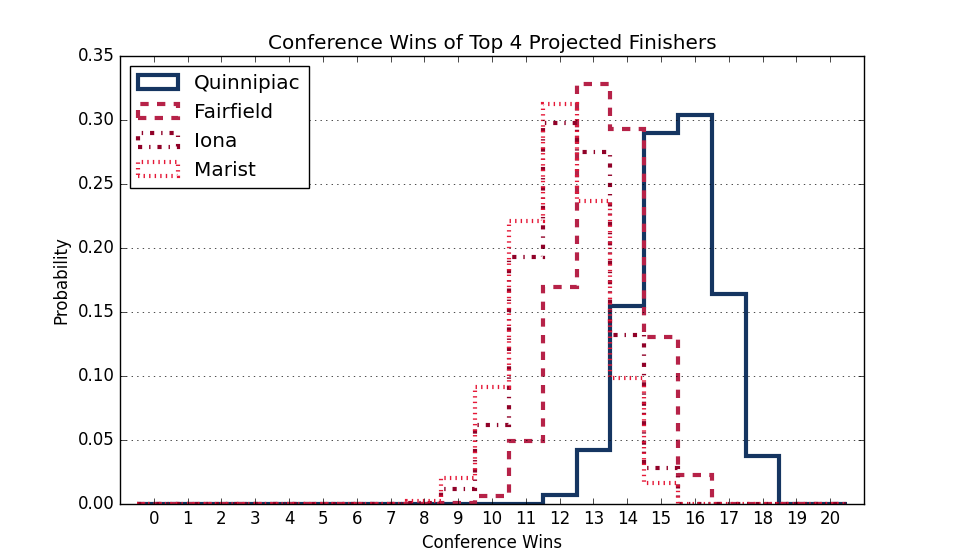 Conference Wins of Top 4 Projected Finishers
Quinnipiac
Fairfield
Iona
Marist
0.35
0.30
0.25
0.20
0.15
0.10
0.05
0.00
Probability
0 1 2 3 4 5 6 7 8 9 10 11 12 13 14 15 16 17 18 19 20
Conference Wins